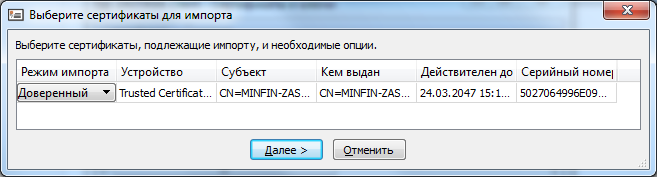 Выберите сертификаты для импорта
Выберите сертификаты, подлежащие импорту, и необходимые опции.
Режим импорта Устройство Субъект Кем выдан Действителен до Серийный номер
Доверенный Trusted Certificat... CN=MINFIN-ZAS... CN=MINFIN-ZAS... 24.03.2047 15:1... 5027064996E09...
Далее > Отменить